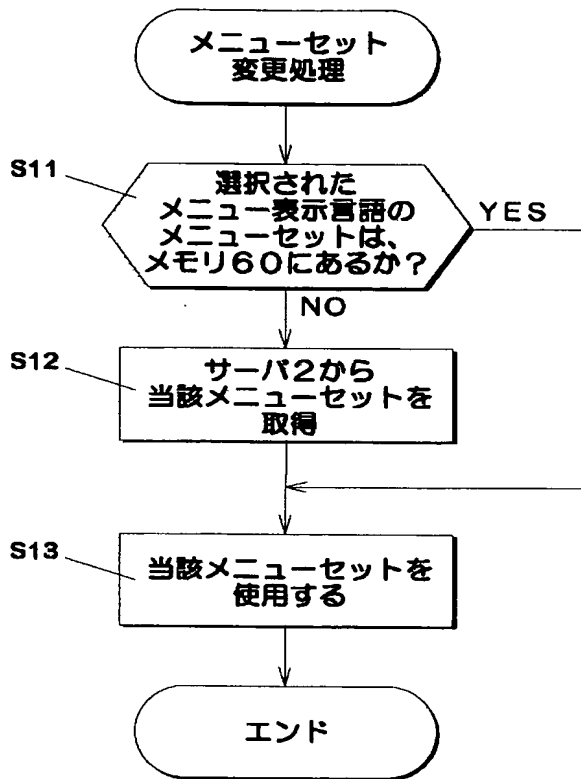 メニューセット
変更処理
S11
選択された
メニュー表示言語の
メニューセットは、
メモリ60にあるか?
YES
NO
S12
サーバ2から
当該メニューセットを
取得
S13
当該メニューセットを
使用する
エンド